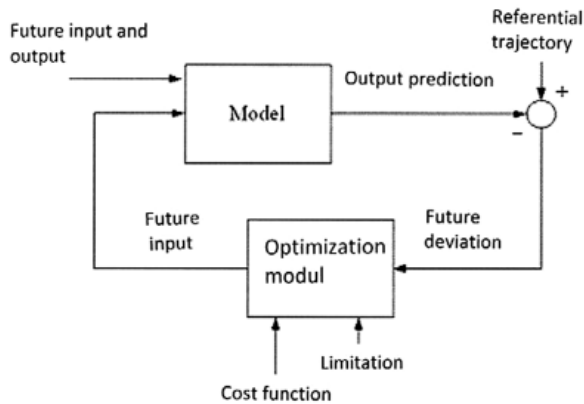 Future input and
output
Referential
trajectory
Output prediction
+
Model
−
Future
input
Optimization
modul
Future
deviation
Limitation
Cost function